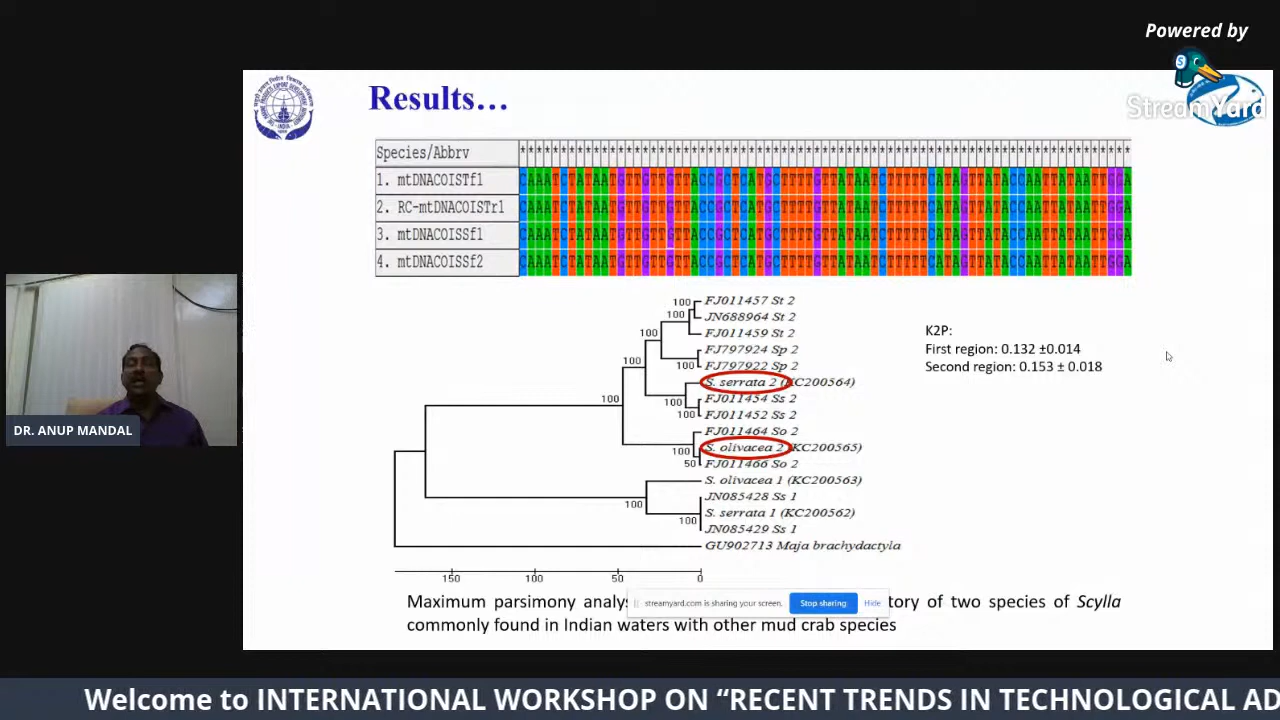 Powered by
StreamYard
Results…
Species/Abbrv
1. mtDNACOISTf1
2. RC-mtDNACOISTr1
3. mtDNACOISSf1
4. mtDNACOISSf2
FJ011457 St 2
JN688964 St 2
FJ011459 St 2
FJ797924 Sp 2
FJ797922 Sp 2
S. serrata 2 (KC200564)
FJ011454 Ss 2
FJ011452 Ss 2
FJ011464 So 2
S. olivacea 2 (KC200565)
FJ011466 So 2
S. olivacea 1 (KC200563)
JN085428 Ss 1
S. serrata 1 (KC200562)
JN085429 Ss 1
GU902713 Maja brachydactyla
100
100
100
100
100
100
100
100
100
50
100
100
150 100 50 0
K2P:
First region: 0.132 ±0.014
Second region: 0.153 ± 0.018
Maximum parsimony tory of two species of Scylla
commonly found in Indian waters with other mud crab species
streamyard.com is sharing your screen. Stop sharing Hide
DR. ANUP MANDAL
Welcome to INTERNATIONAL WORKSHOP ON “RECENT TRENDS IN TECHNOLOGICAL AD